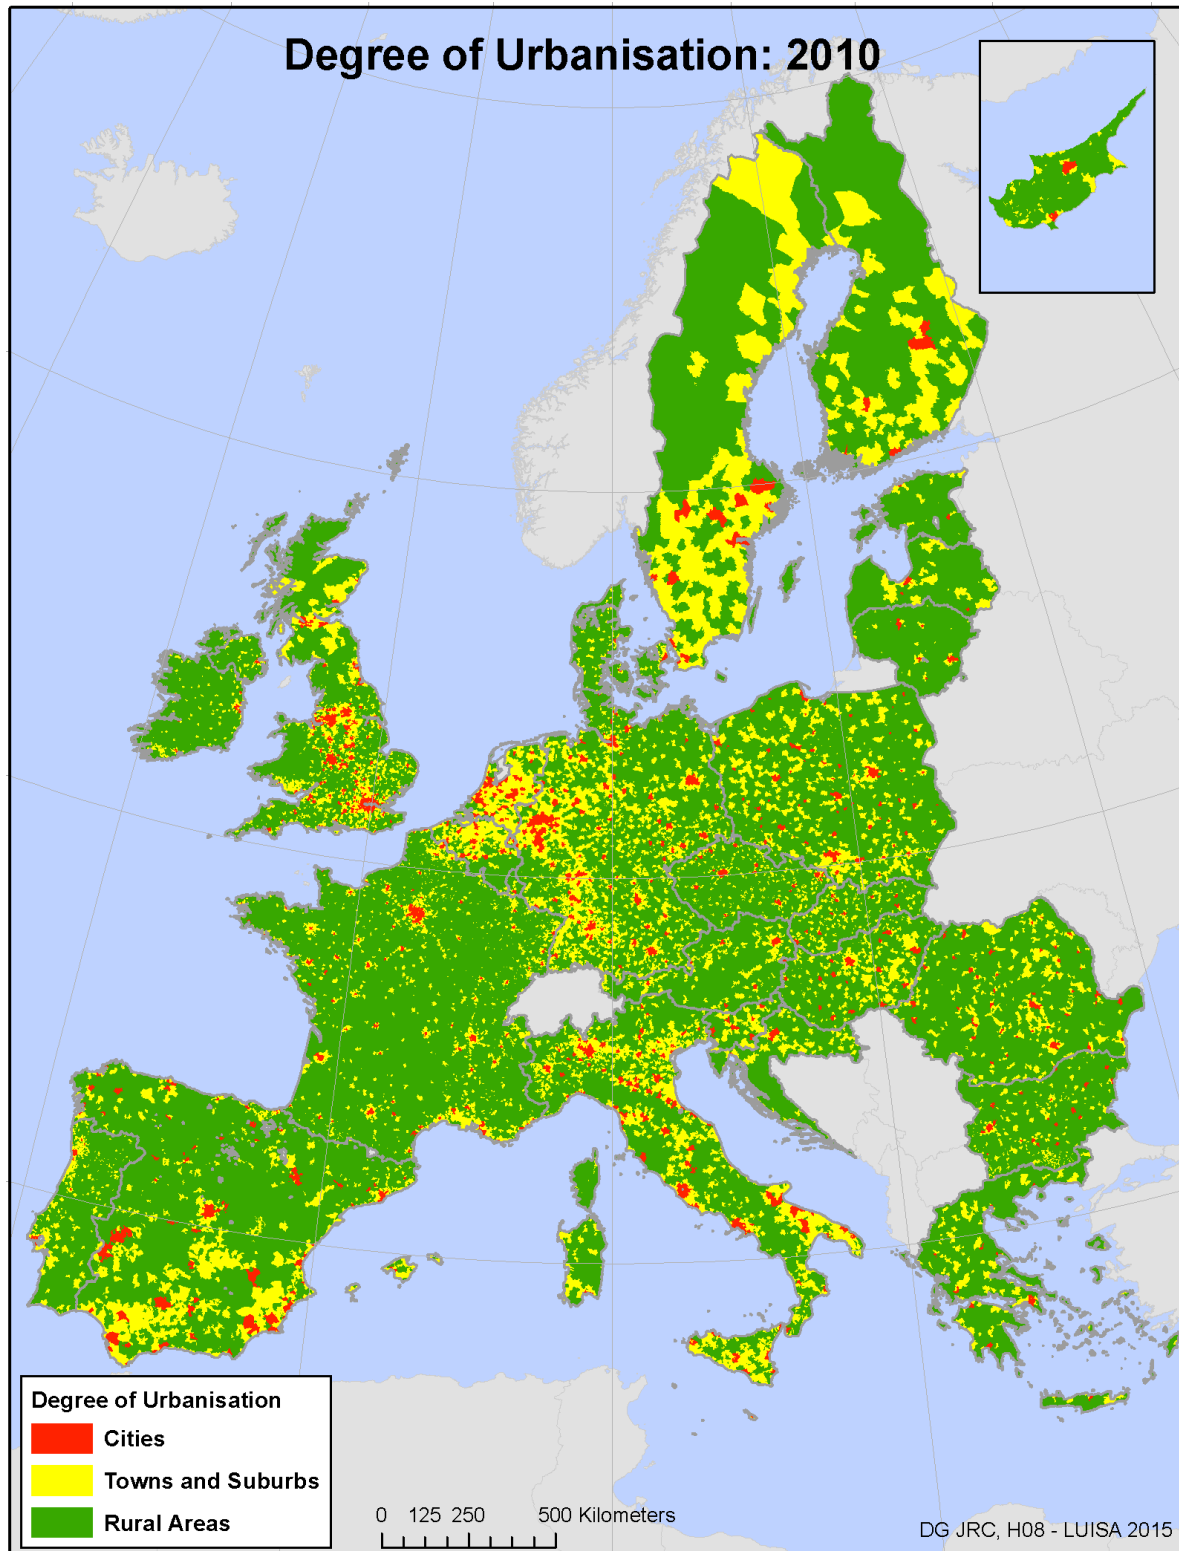 Degree of Urbanisation: 2010
Degree of Urbanisation
Cities
Towns and Suburbs
Rural Areas
0 125 250 500 Kilometers
DG JRC, H08 - LUISA 2015